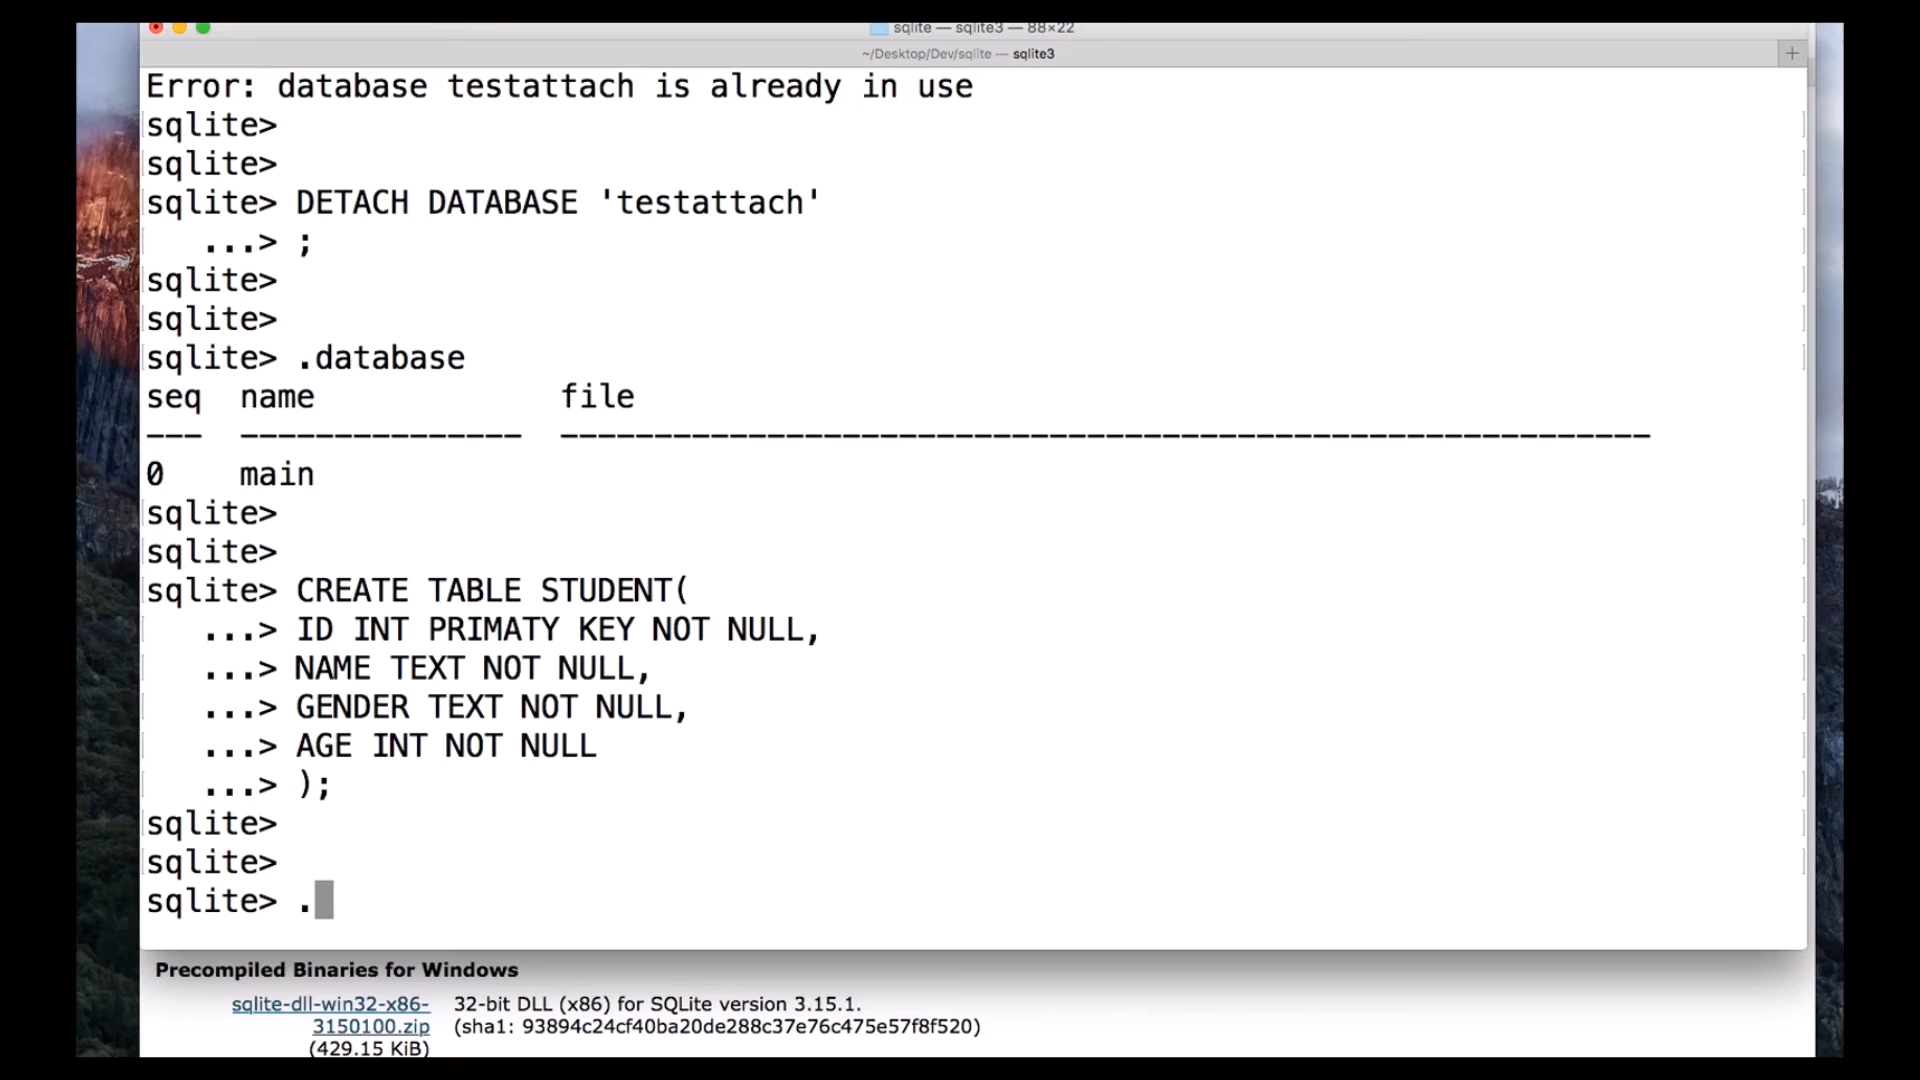 sqlite — sqlite3 — 88×22
~/Desktop/Dev/sqlite — sqlite3
Error: database testattach is already in use
sqlite>
sqlite>
sqlite> DETACH DATABASE 'testattach'
...> ;
sqlite>
sqlite>
sqlite> .database
seq name file
--- --------------- ----------------------------------------------------------
0 main
sqlite>
sqlite>
sqlite> CREATE TABLE STUDENT(
...> ID INT PRIMATY KEY NOT NULL,
...> NAME TEXT NOT NULL,
...> GENDER TEXT NOT NULL,
...> AGE INT NOT NULL
...> );
sqlite>
sqlite>
sqlite> .
Precompiled Binaries for Windows
sqlite-dll-win32-x86- 32-bit DLL (x86) for SQLite version 3.15.1.
3150100.zip (sha1: 93894c24cf40ba20de288c37e76c475e57f8f520)
(429.15 KiB)